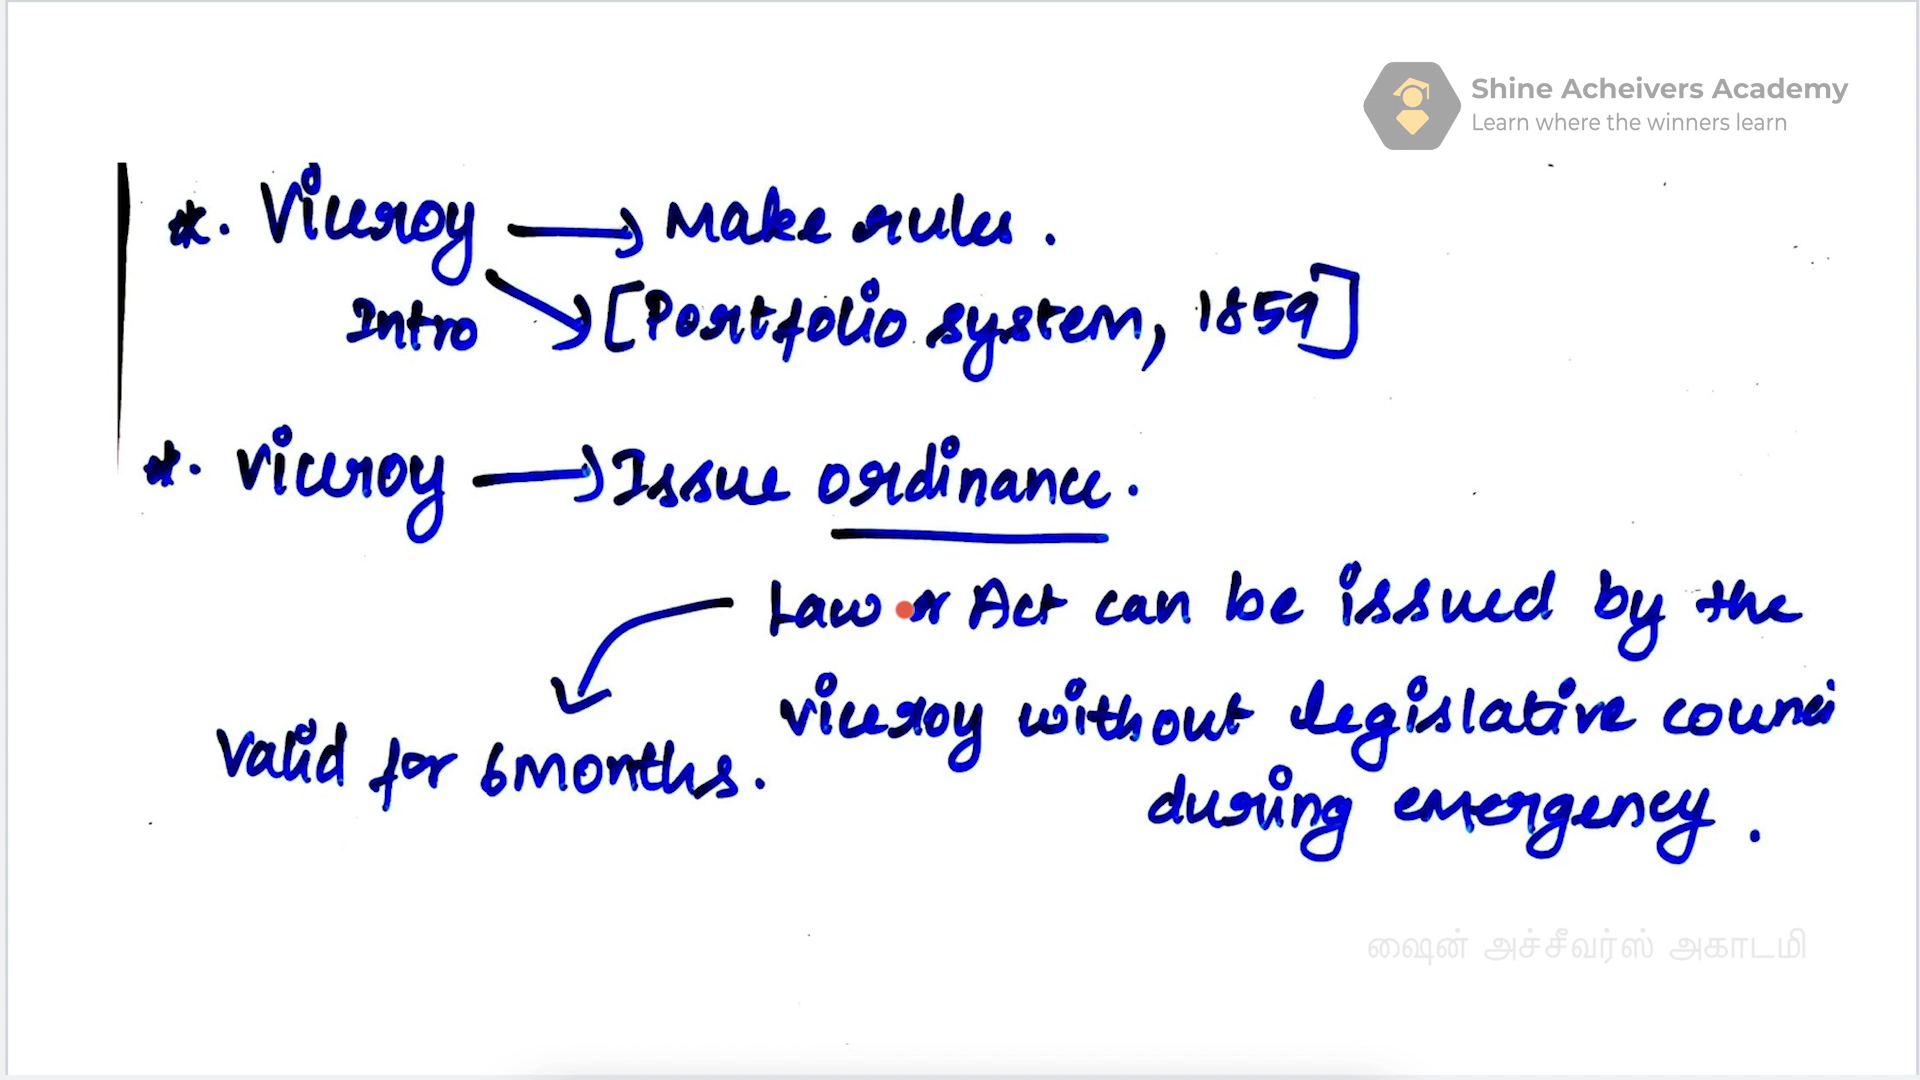 Shine Acheivers Academy
Learn where the winners learn
*. Viceroy → Make rules.
Intro → [Portfolio system, 1859]
*. Viceroy → Issue ordinance.
Law or Act can be issued by the
viceroy without legislative counci
Valid for 6 months.
during emergency.
ஷைன் அச்சீவர்ஸ் அகாடமி